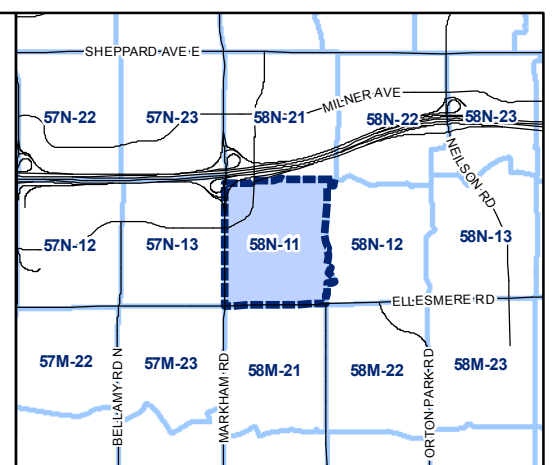 SHEPPARD AVE E
MILNER AVE
57N-22
57N-23
58N-21
58N-22
58N-23
NEILSON RD
57N-12
57N-13
58N-11
58N-12
58N-13
ELLESMERE RD
57M-22
57M-23
58M-21
58M-22
58M-23
BELLAMY RD N
MARKHAM RD
ORTON PARK RD